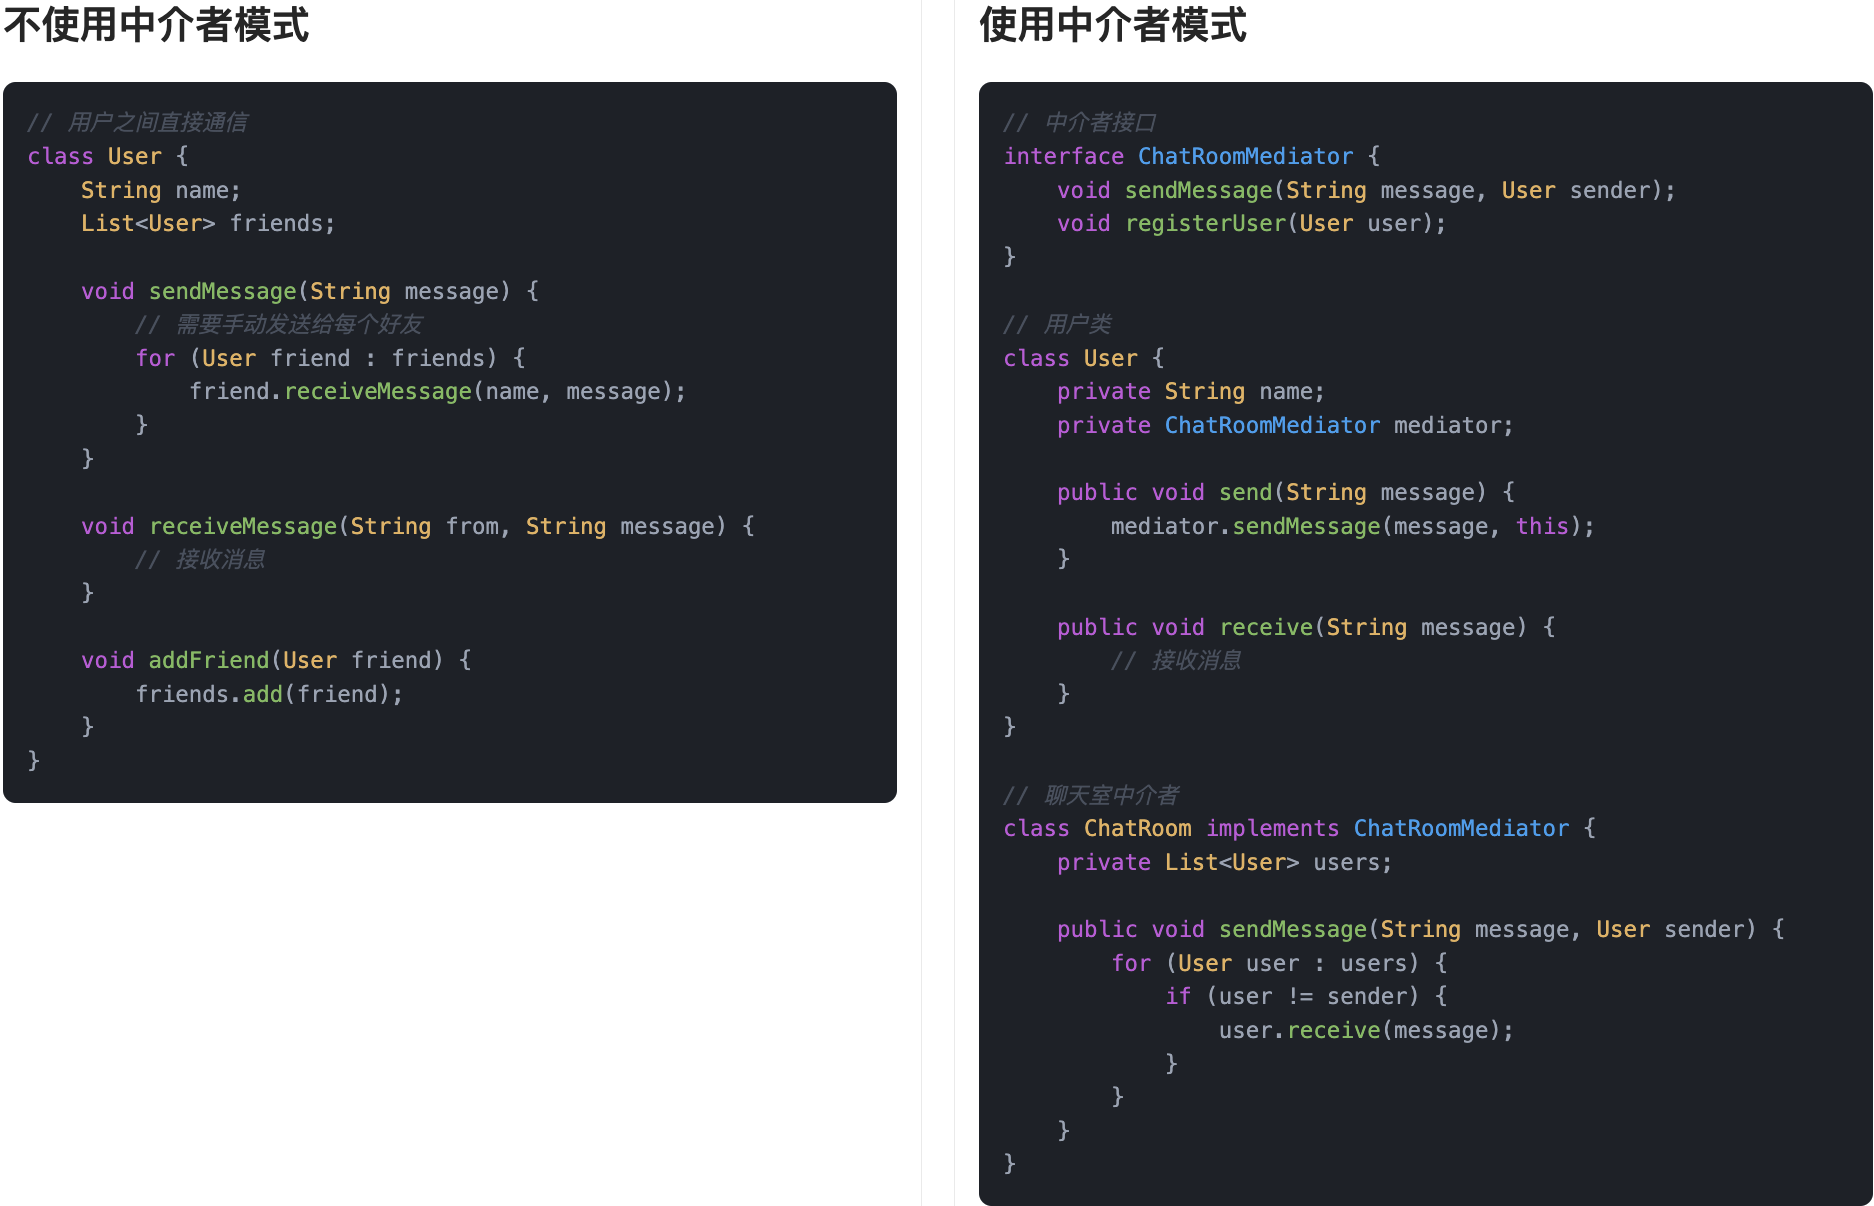 不使用中介者模式
// 用户之间直接通信
class User {
    String name;
    List<User> friends;

    void sendMessage(String message) {
        // 需要手动发送给每个好友
        for (User friend : friends) {
            friend.receiveMessage(name, message);
        }
    }

    void receiveMessage(String from, String message) {
        // 接收消息
    }

    void addFriend(User friend) {
        friends.add(friend);
    }
}
使用中介者模式
// 中介者接口
interface ChatRoomMediator {
    void sendMessage(String message, User sender);
    void registerUser(User user);
}

// 用户类
class User {
    private String name;
    private ChatRoomMediator mediator;

    public void send(String message) {
        mediator.sendMessage(message, this);
    }

    public void receive(String message) {
        // 接收消息
    }
}

// 聊天室中介者
class ChatRoom implements ChatRoomMediator {
    private List<User> users;

    public void sendMessage(String message, User sender) {
        for (User user : users) {
            if (user != sender) {
                user.receive(message);
            }
        }
    }
}